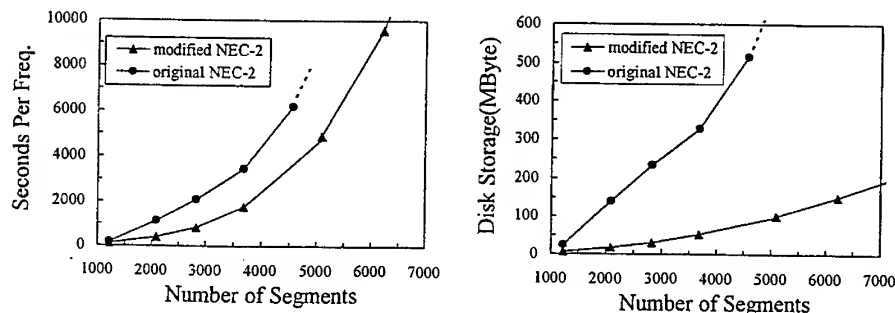 Seconds Per Freq.
10000
8000
6000
4000
2000
0
modified NEC-2
original NEC-2
1000 2000 3000 4000 5000 6000 7000
Number of Segments
Disk Storage(MByte)
600
500
400
300
200
100
0
modified NEC-2
original NEC-2
1000 2000 3000 4000 5000 6000 7000
Number of Segments